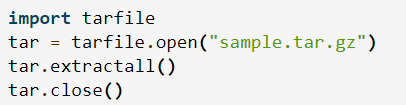 import tarfile
tar = tarfile.open("sample.tar.gz")
tar.extractall()
tar.close()